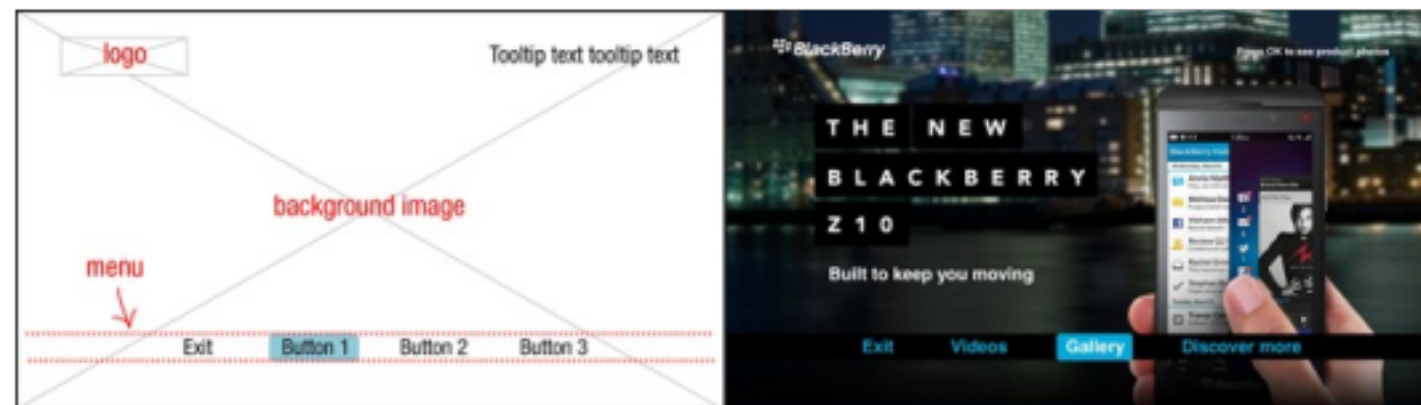 logo
Tooltip text tooltip text
background image
menu
Exit Button 1 Button 2 Button 3
BlackBerry
Press OK to see product photos
THE NEW
BLACKBERRY
Z10
Built to keep you moving
Exit Videos Gallery Discover more